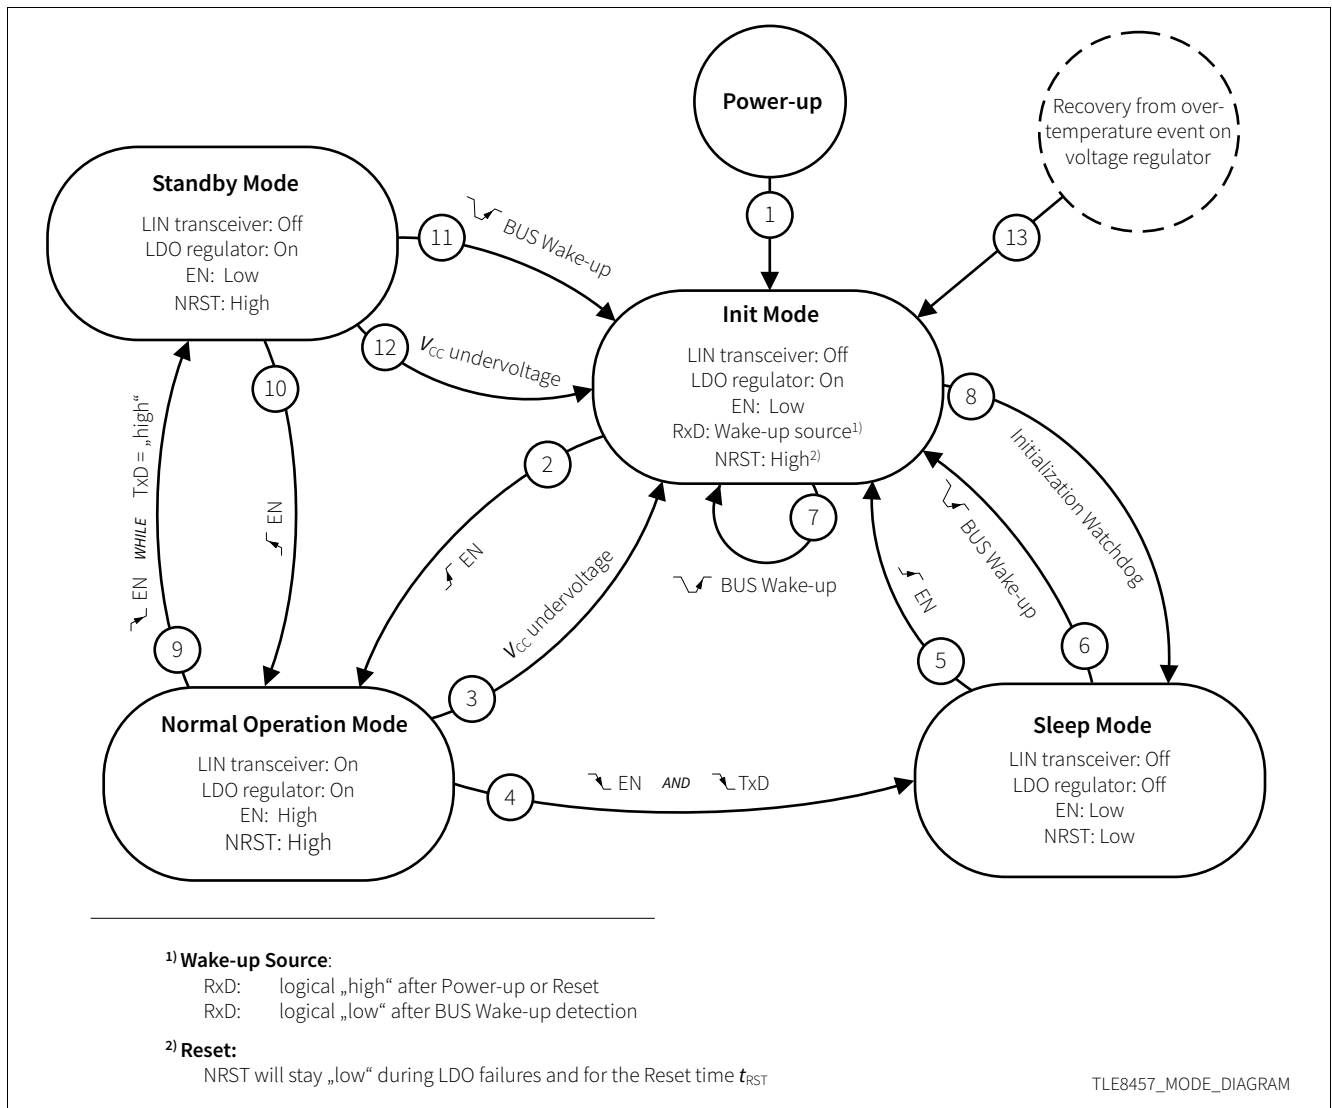 Power-up
Recovery from over-
temperature event on
voltage regulator
1
13
Standby Mode
LIN transceiver: Off
LDO regulator: On
EN: Low
NRST: High
11
BUS Wake-up
12
VCC undervoltage
10
EN
Init Mode
LIN transceiver: Off
LDO regulator: On
EN: Low
RxD: Wake-up source1)
NRST: High2)
8
Initialization Watchdog
2
EN
7
BUS Wake-up
3
VCC undervoltage
9
EN WHILE TxD = „high“
5
EN
6
BUS Wake-up
Normal Operation Mode
LIN transceiver: On
LDO regulator: On
EN: High
NRST: High
4
EN AND TxD
Sleep Mode
LIN transceiver: Off
LDO regulator: Off
EN: Low
NRST: Low
1) Wake-up Source:
RxD: logical „high“ after Power-up or Reset
RxD: logical „low“ after BUS Wake-up detection
2) Reset:
NRST will stay „low“ during LDO failures and for the Reset time tRST
TLE8457_MODE_DIAGRAM